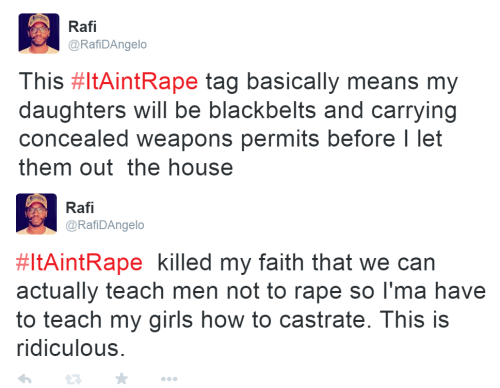 Rafi
@RafiDAngelo
This #ItAintRape tag basically means my
daughters will be blackbelts and carrying
concealed weapons permits before I let
them out the house
Rafi
@RafiDAngelo
#ItAintRape killed my faith that we can
actually teach men not to rape so I'ma have
to teach my girls how to castrate. This is
ridiculous.